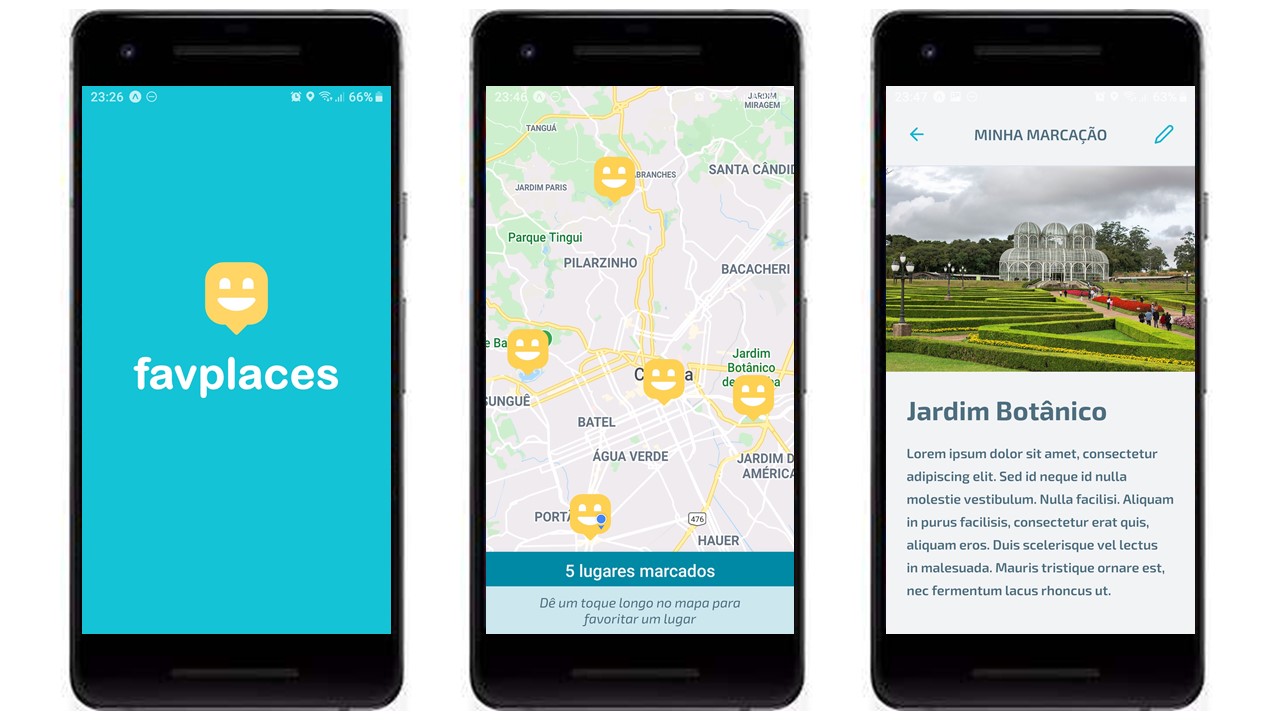 23:26
66%
favplaces
23:46
JARDIM
MIRAGEM
TANGUÁ
ABRANCHES
SANTA CÂNDID
JARDIM PARIS
Parque Tingui
PILARZINHO
BACACHERI
e Ba
Jardim
Botânico
de
C
a
SUNGUÊ
BATEL
ÁGUA VERDE
JARDIM D
AMÉRICA
PORTÃ
476
HAUER
5 lugares marcados
Dê um toque longo no mapa para
favoritar um lugar
23:47
63%
MINHA MARCAÇÃO
Jardim Botânico
Lorem ipsum dolor sit amet, consectetur
adipiscing elit. Sed id neque id nulla
molestie vestibulum. Nulla facilisi. Aliquam
in purus facilisis, consectetur erat quis,
aliquam eros. Duis scelerisque vel lectus
in malesuada. Mauris tristique ornare est,
nec fermentum lacus rhoncus ut.